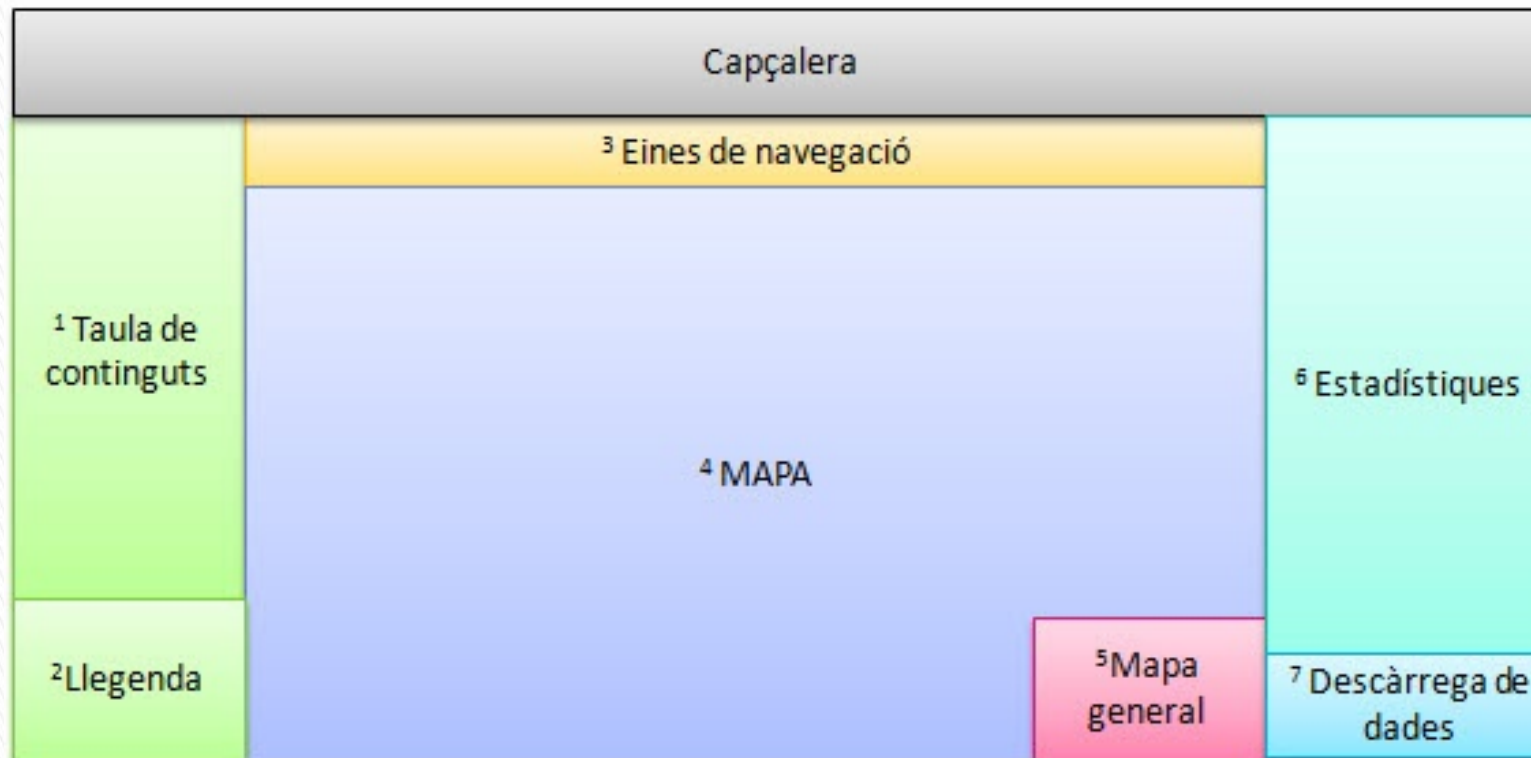 Capçalera
³ Eines de navegació
¹ Taula de
continguts
⁶ Estadístiques
⁴ MAPA
²Llegenda
⁵Mapa
general
⁷ Descàrrega de
dades